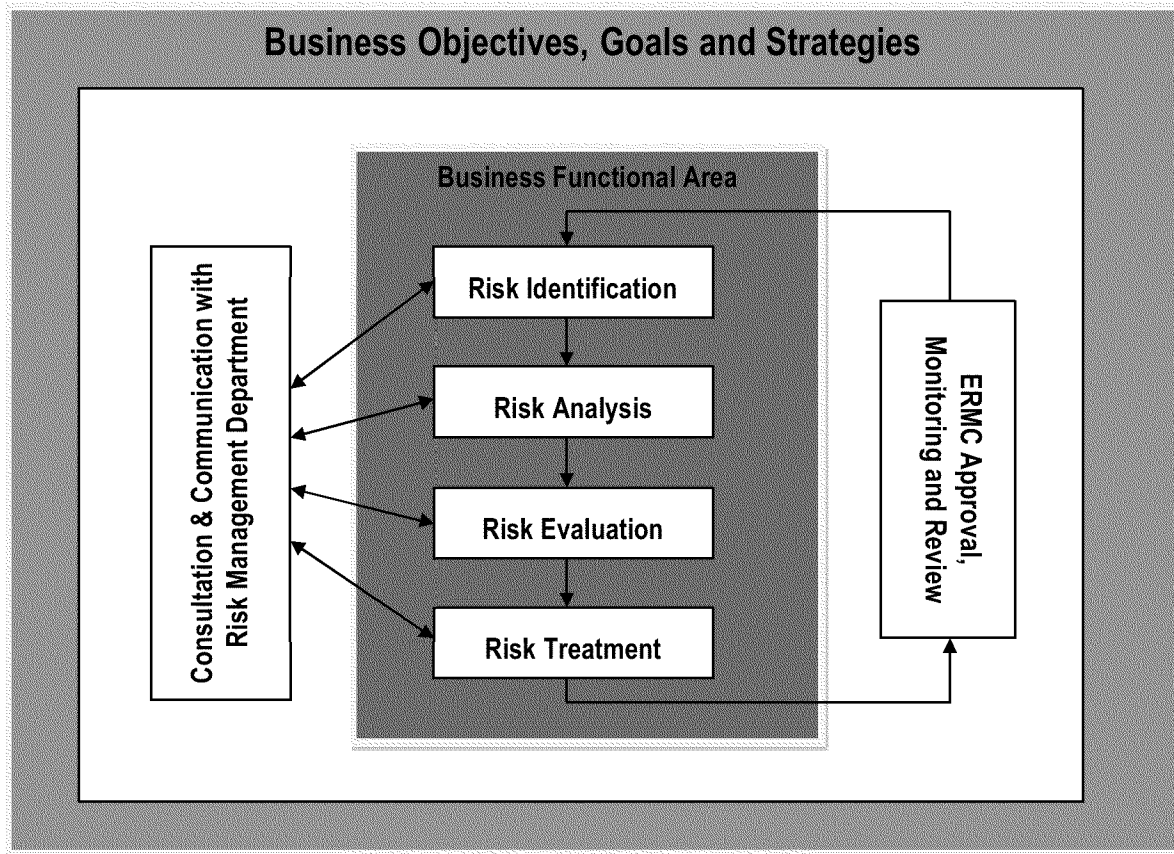 Business Objectives, Goals and Strategies
Business Functional Area
Consultation & Communication with
Risk Management Department
Risk Identification
Risk Analysis
Risk Evaluation
Risk Treatment
ERMC Approval,
Monitoring and Review